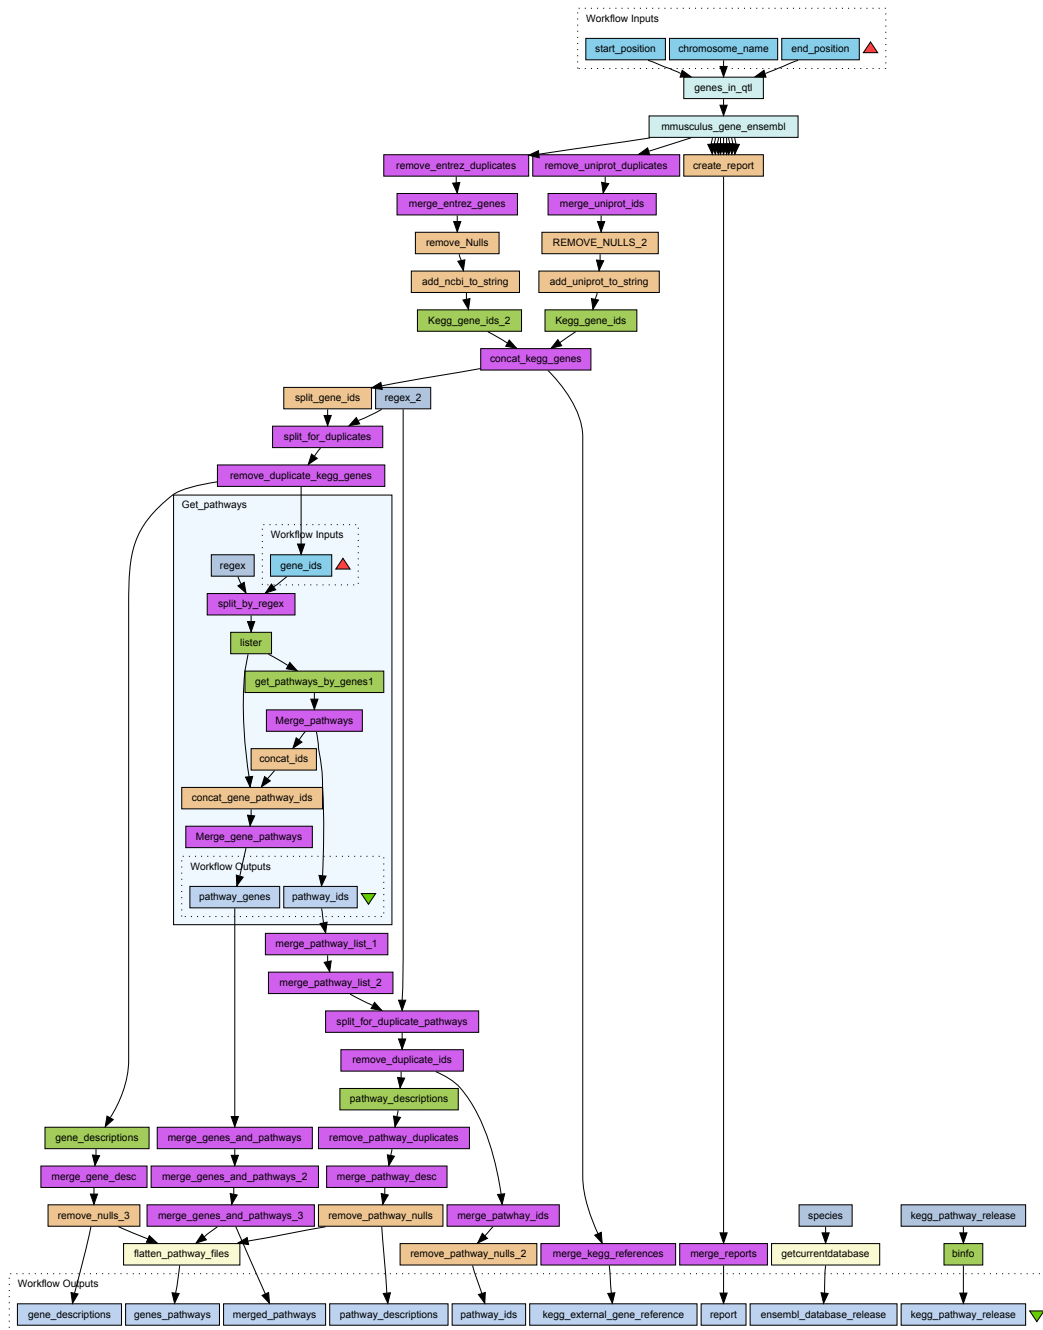 Workflow Inputs
start_position
chromosome_name
end_position
genes_in_qtl
mmusculus_gene_ensembl
remove_entrez_duplicates
remove_uniprot_duplicates
create_report
merge_entrez_genes
merge_uniprot_ids
remove_Nulls
REMOVE_NULLS_2
add_ncbi_to_string
add_uniprot_to_string
Kegg_gene_ids_2
Kegg_gene_ids
concat_kegg_genes
split_gene_ids
regex_2
split_for_duplicates
remove_duplicate_kegg_genes
Get_pathways
Workflow Inputs
regex
gene_ids
split_by_regex
lister
get_pathways_by_genes1
Merge_pathways
concat_ids
concat_gene_pathway_ids
Merge_gene_pathways
Workflow Outputs
pathway_genes
pathway_ids
merge_pathway_list_1
merge_pathway_list_2
split_for_duplicate_pathways
remove_duplicate_ids
pathway_descriptions
gene_descriptions
merge_genes_and_pathways
remove_pathway_duplicates
merge_gene_desc
merge_genes_and_pathways_2
merge_pathway_desc
remove_nulls_3
merge_genes_and_pathways_3
remove_pathway_nulls
merge_patwhay_ids
species
kegg_pathway_release
flatten_pathway_files
remove_pathway_nulls_2
merge_kegg_references
merge_reports
getcurrentdatabase
binfo
Workflow Outputs
gene_descriptions
genes_pathways
merged_pathways
pathway_descriptions
pathway_ids
kegg_external_gene_reference
report
ensembl_database_release
kegg_pathway_release